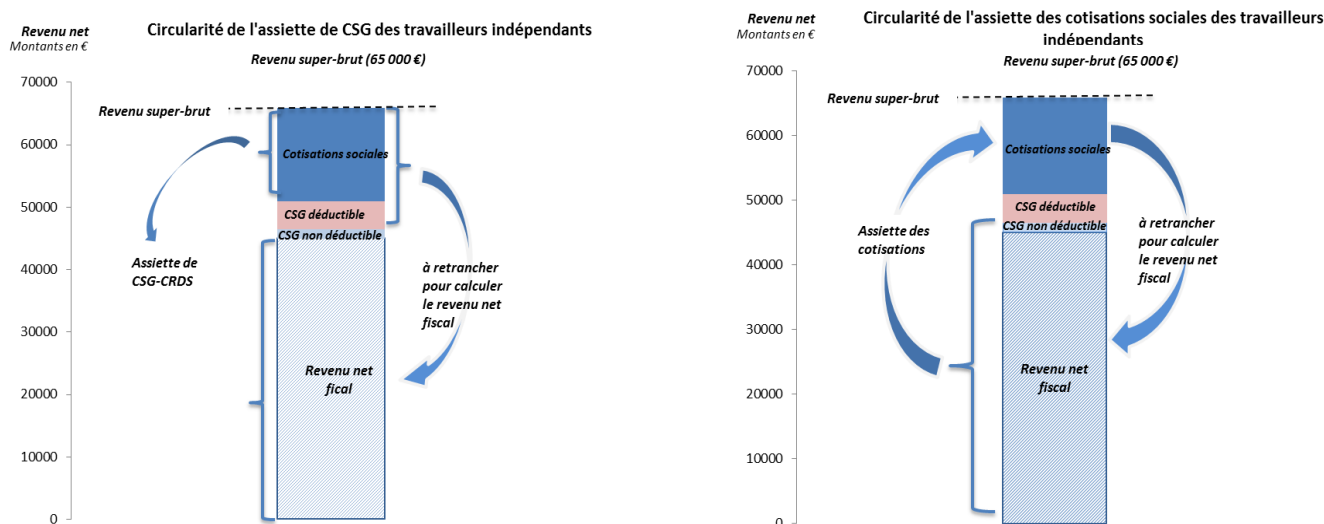 Revenu net
Montants en €
Circularité de l'assiette de CSG des travailleurs indépendants
Revenu super-brut (65 000 €)
70000
Revenu super-brut
60000
Cotisations sociales
50000
CSG déductible
CSG non déductible
40000
Assiette de
CSG-CRDS
à retrancher
pour calculer
le revenu net
fiscal
30000
Revenu net
fical
20000
10000
0
Revenu net
Montants en €
Circularité de l'assiette des cotisations sociales des travailleurs
indépendants
Revenu super-brut (65 000 €)
70000
Revenu super-brut
60000
Cotisations sociales
50000
CSG déductible
CSG non déductible
Assiette des
cotisations
à retrancher
pour calculer
le revenu net
fiscal
40000
30000
Revenu net
fiscal
20000
10000
0